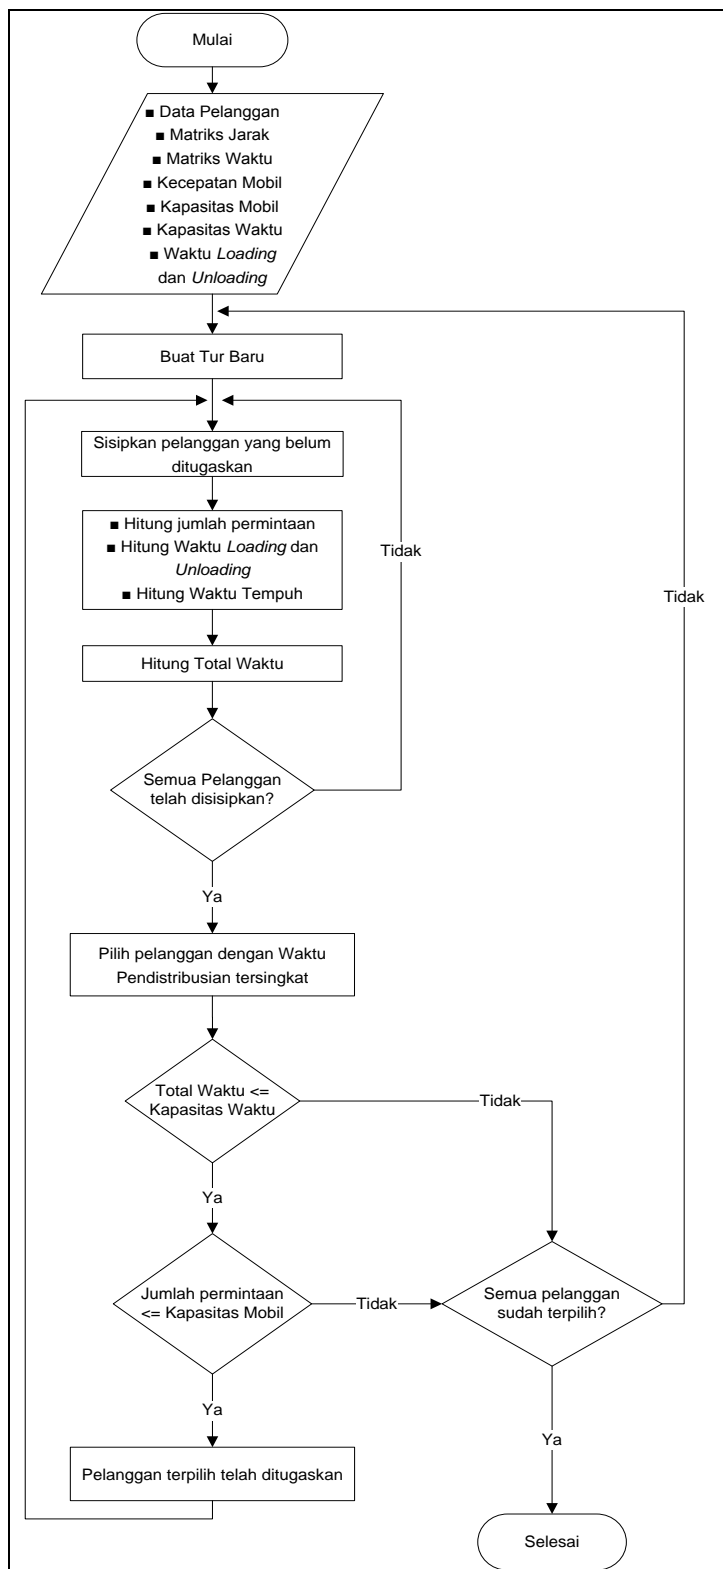 Mulai
■ Data Pelanggan
■ Matriks Jarak
■ Matriks Waktu
■ Kecepatan Mobil
■ Kapasitas Mobil
■ Kapasitas Waktu
■ Waktu Loading
dan Unloading
Buat Tur Baru
Sisipkan pelanggan yang belum
ditugaskan
■ Hitung jumlah permintaan
■ Hitung Waktu Loading dan
Unloading
■ Hitung Waktu Tempuh
Tidak
Tidak
Hitung Total Waktu
Semua Pelanggan
telah disisipkan?
Ya
Pilih pelanggan dengan Waktu
Pendistribusian tersingkat
Total Waktu <=
Kapasitas Waktu
Tidak
Ya
Jumlah permintaan
<= Kapasitas Mobil
Tidak
Semua pelanggan
sudah terpilih?
Ya
Ya
Pelanggan terpilih telah ditugaskan
Selesai